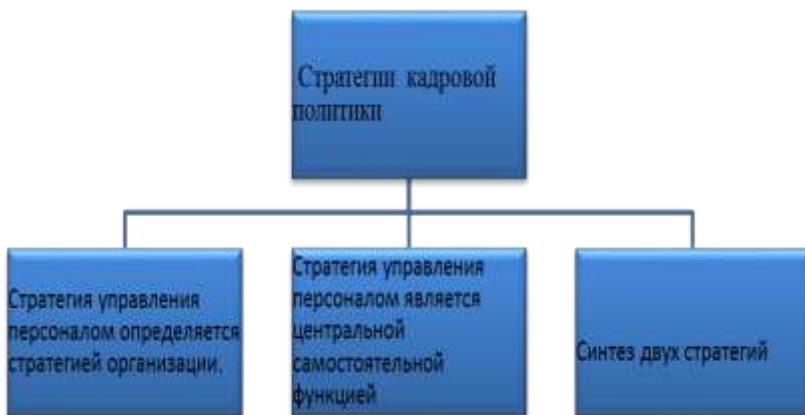 Стратегии кадровой
политики
Стратегия управления
персоналом определяется
стратегией организации.
Стратегия управления
персоналом является
центральной
самостоятельной
функцией
Синтез двух стратегий